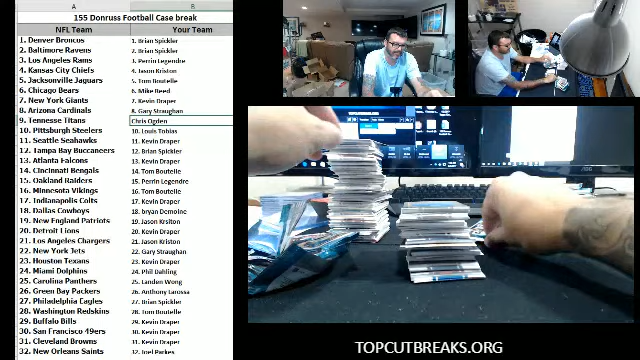 A B
155 Donruss Football Case break
NFL Team Your Team
1. Denver Broncos 1. Brian Spickler
2. Baltimore Ravens 2. Brian Spickler
3. Los Angeles Rams 3. Perrin Legendre
4. Kansas City Chiefs 4. Jason Kriston
5. Jacksonville Jaguars 5. Tom Boutelle
6. Chicago Bears 6. Mike Reed
7. New York Giants 7. Kevin Draper
8. Arizona Cardinals 8. Gary Straughan
9. Tennesse Titans Chris Ogden
10. Pittsburgh Steelers 10. Louis Tobias
11. Seattle Seahawks 11. Kevin Draper
12. Tampa Bay Buccaneers 12. Brian Spickler
13. Atlanta Falcons 13. Kevin Draper
14. Cincinnati Bengals 14. Tom Boutelle
15. Oakland Raiders 15. Perrin Legendre
16. Minnesota Vikings 16. Tom Boutelle
17. Indianapolis Colts 17. Kevin Draper
18. Dallas Cowboys 18. bryan Demoine
19. New England Patriots 19. Jason Krsiton
20. Detroit Lions 20. Kevin Draper
21. Los Angeles Chargers 21. Jason Kriston
22. New York Jets 22. Gary Straughan
23. Houston Texans 23. Kevin Draper
24. Miami Dolphins 24. Phil Dahling
25. Carolina Panthers 25. Landen Wong
26. Green Bay Packers 26. Anthony Larossa
27. Philadelphia Eagles 27. Brian Spickler
28. Washington Redskins 28. Tom Boutelle
29. Buffalo Bills 29. Kevin Draper
30. San Francisco 49ers 30. Kevin Draper
31. Cleveland Browns 31. Kevin Draper
32. New Orleans Saints 32. Joel Parkes
TOPCUTBREAKS.ORG